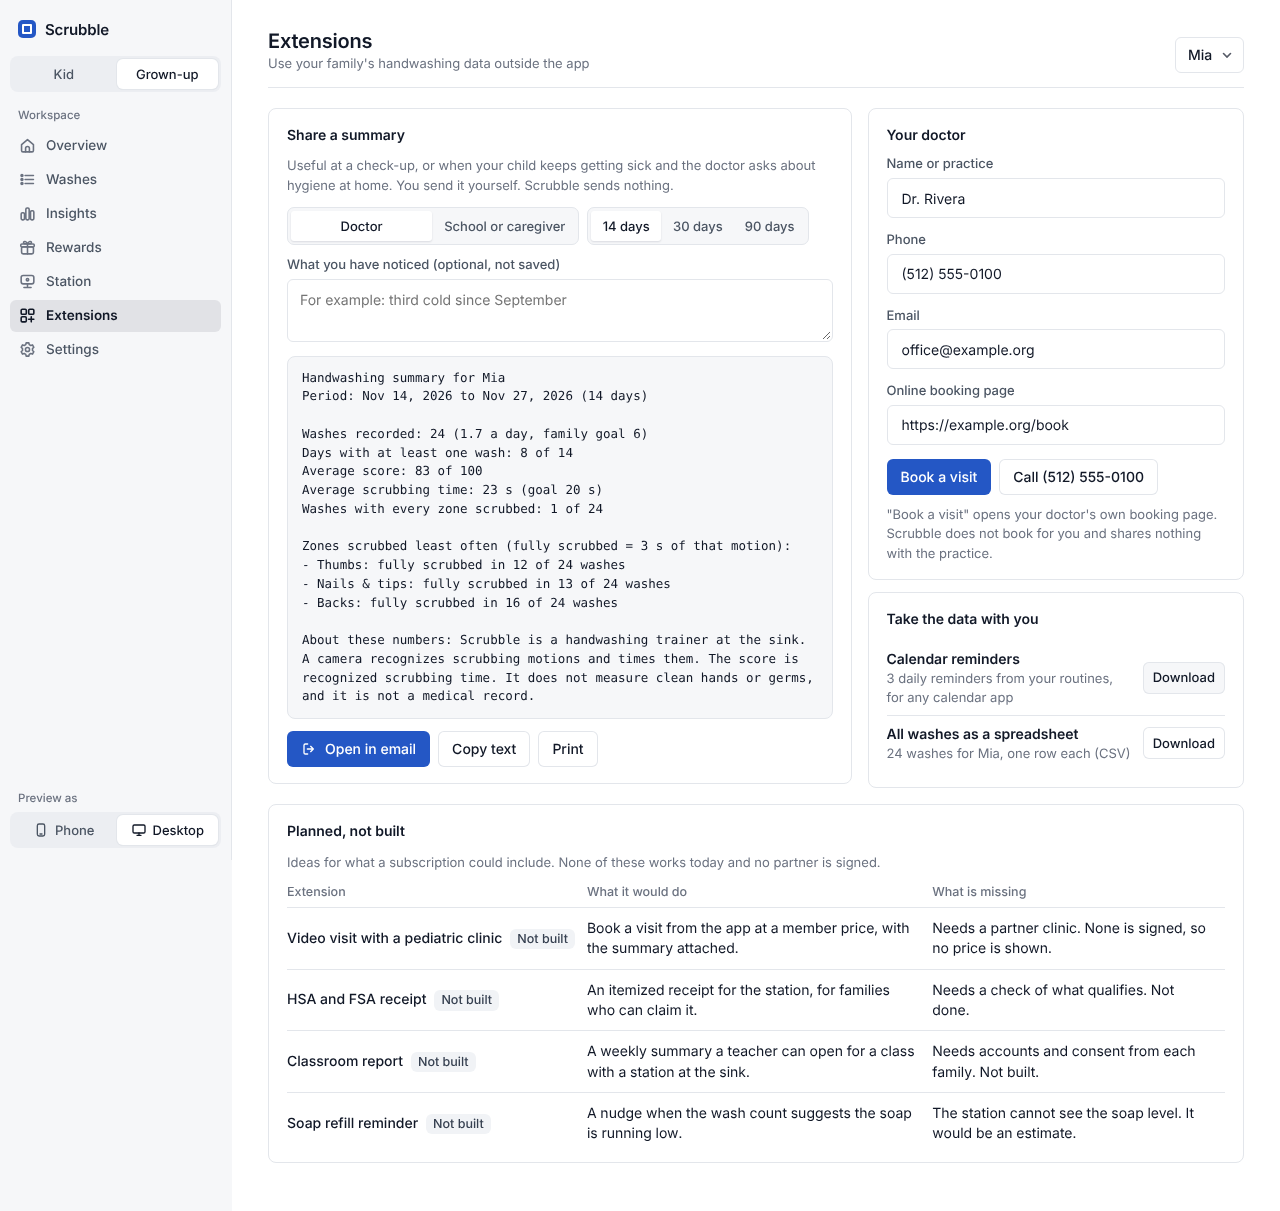 Scrubble
Kid
Grown-up
Workspace
Overview
Washes
Insights
Rewards
Station
Extensions
Settings
Preview as
Phone
Desktop
Extensions
Use your family's handwashing data outside the app
Mia
Share a summary
Useful at a check-up, or when your child keeps getting sick and the doctor asks about
hygiene at home. You send it yourself. Scrubble sends nothing.
Doctor
School or caregiver
14 days
30 days
90 days
What you have noticed (optional, not saved)
For example: third cold since September
Handwashing summary for Mia
Period: Nov 14, 2026 to Nov 27, 2026 (14 days)
Washes recorded: 24 (1.7 a day, family goal 6)
Days with at least one wash: 8 of 14
Average score: 83 of 100
Average scrubbing time: 23 s (goal 20 s)
Washes with every zone scrubbed: 1 of 24
Zones scrubbed least often (fully scrubbed = 3 s of that motion):
- Thumbs: fully scrubbed in 12 of 24 washes
- Nails & tips: fully scrubbed in 13 of 24 washes
- Backs: fully scrubbed in 16 of 24 washes
About these numbers: Scrubble is a handwashing trainer at the sink.
A camera recognizes scrubbing motions and times them. The score is
recognized scrubbing time. It does not measure clean hands or germs,
and it is not a medical record.
Open in email
Copy text
Print
Your doctor
Name or practice
Dr. Rivera
Phone
(512) 555-0100
Email
office@example.org
Online booking page
https://example.org/book
Book a visit
Call (512) 555-0100
"Book a visit" opens your doctor's own booking page.
Scrubble does not book for you and shares nothing
with the practice.
Take the data with you
Calendar reminders
3 daily reminders from your routines,
for any calendar app
Download
All washes as a spreadsheet
24 washes for Mia, one row each (CSV)
Download
Planned, not built
Ideas for what a subscription could include. None of these works today and no partner is signed.
Extension
What it would do
What is missing
Video visit with a pediatric clinic
Not built
Book a visit from the app at a member price, with
the summary attached.
Needs a partner clinic. None is signed, so
no price is shown.
HSA and FSA receipt
Not built
An itemized receipt for the station, for families
who can claim it.
Needs a check of what qualifies. Not
done.
Classroom report
Not built
A weekly summary a teacher can open for a class
with a station at the sink.
Needs accounts and consent from each
family. Not built.
Soap refill reminder
Not built
A nudge when the wash count suggests the soap
is running low.
The station cannot see the soap level. It
would be an estimate.